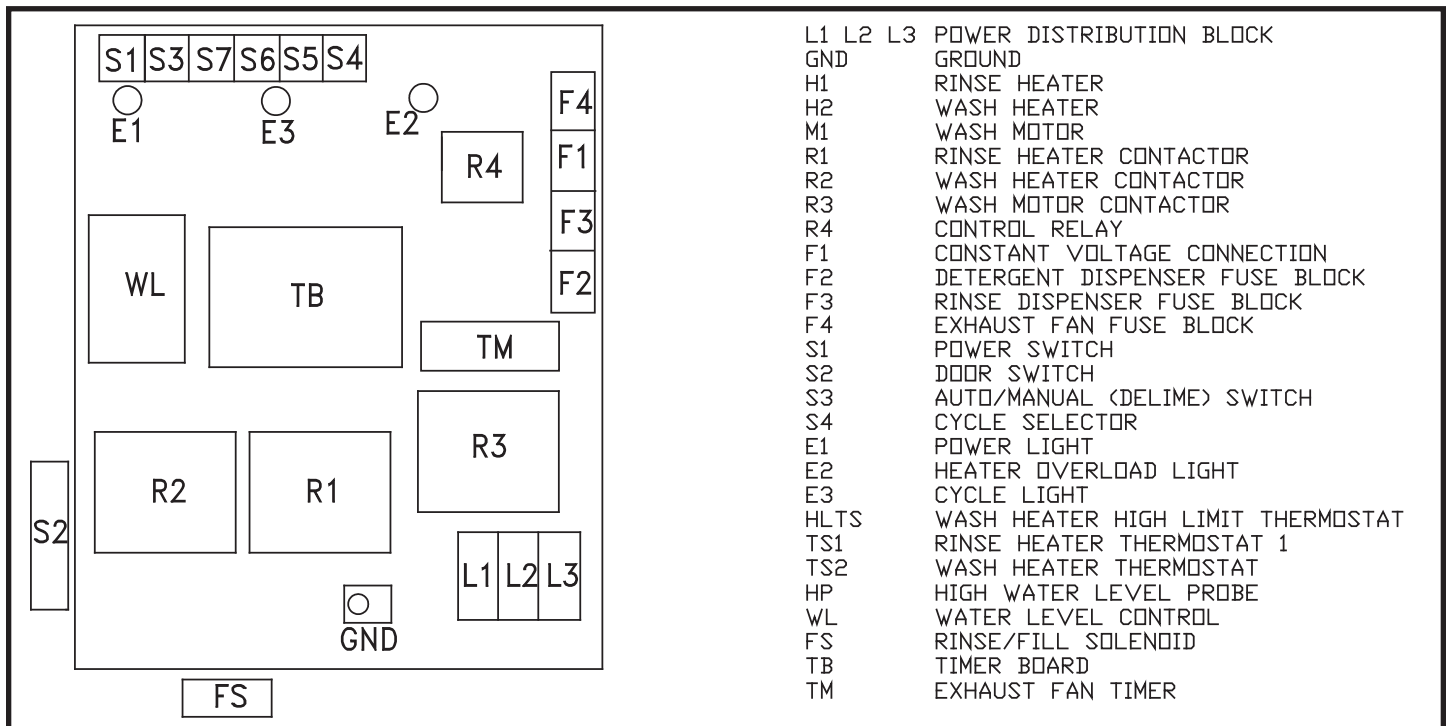 S1 S3 S7 S6 S5 S4
E1 E3 E2
F4
R4
F1
F3
WL
TB
F2
TM
R3
R2 R1
S2
L1 L2 L3
GND
FS
L1 L2 L3 POWER DISTRIBUTION BLOCK
GND GROUND
H1 RINSE HEATER
H2 WASH HEATER
M1 WASH MOTOR
R1 RINSE HEATER CONTACTOR
R2 WASH HEATER CONTACTOR
R3 WASH MOTOR CONTACTOR
R4 CONTROL RELAY
F1 CONSTANT VOLTAGE CONNECTION
F2 DETERGENT DISPENSER FUSE BLOCK
F3 RINSE DISPENSER FUSE BLOCK
F4 EXHAUST FAN FUSE BLOCK
S1 POWER SWITCH
S2 DOOR SWITCH
S3 AUTO/MANUAL (DELIME) SWITCH
S4 CYCLE SELECTOR
E1 POWER LIGHT
E2 HEATER OVERLOAD LIGHT
E3 CYCLE LIGHT
HLTS WASH HEATER HIGH LIMIT THERMOSTAT
TS1 RINSE HEATER THERMOSTAT 1
TS2 WASH HEATER THERMOSTAT
HP HIGH WATER LEVEL PROBE
WL WATER LEVEL CONTROL
FS RINSE/FILL SOLENOID
TB TIMER BOARD
TM EXHAUST FAN TIMER